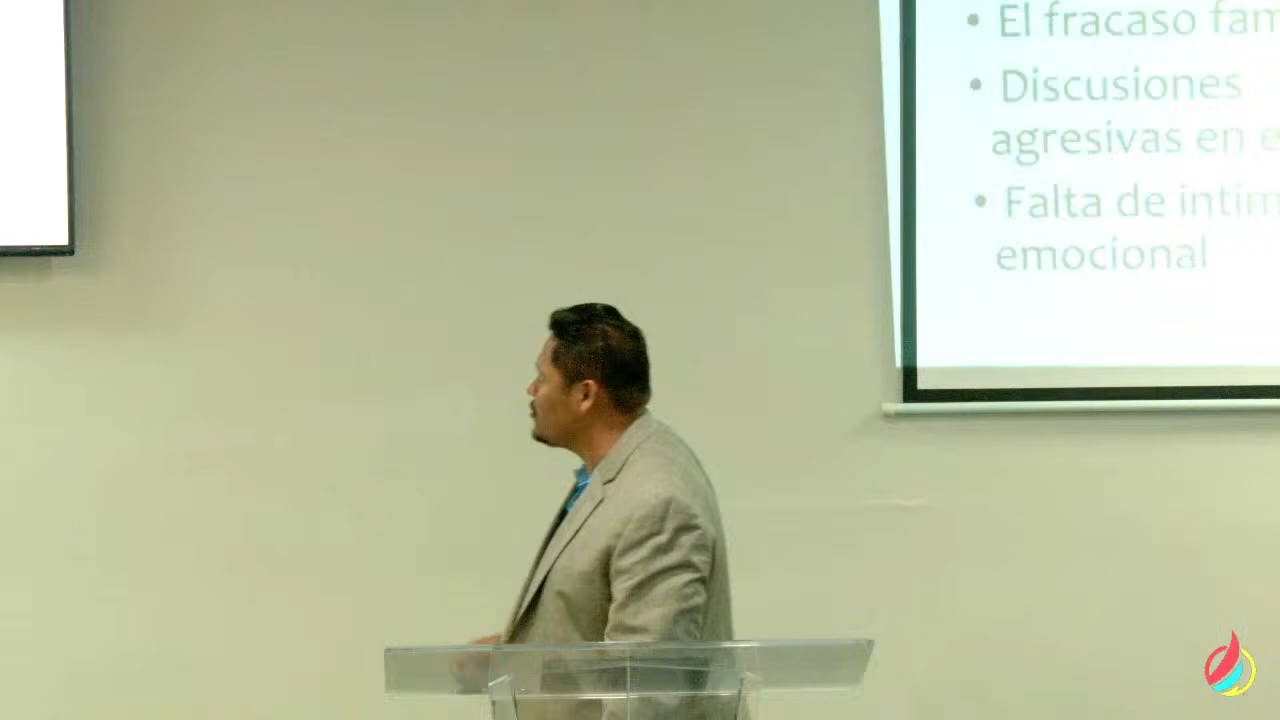 • El fracaso fam
• Discusiones
agresivas en e
• Falta de intim
emocional